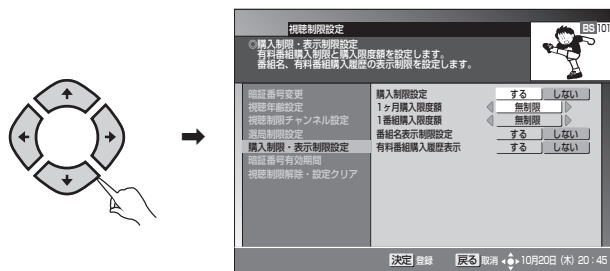 視聴制限設定
BS 101
◎購入制限・表示制限設定
有料番組購入制限と購入限度額を設定します。
番組名、有料番組購入履歴の表示制限を設定します。
暗証番号変更
視聴年齢設定
視聴制限チャンネル設定
選局制限設定
購入制限・表示制限設定
暗証番号有効期間
視聴制限解除・設定クリア
購入制限設定 する しない
1ヶ月購入限度額 無制限
1番組購入限度額 無制限
番組名表示制限設定 する しない
有料番組購入履歴表示 する しない
決定 登録 戻る 取消 10月20日 (木) 20:45